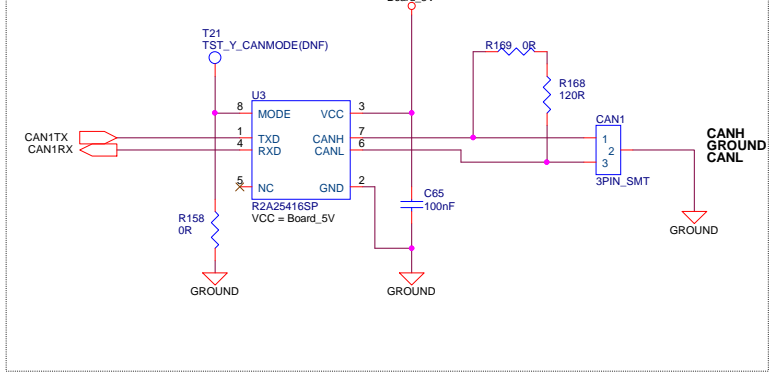 T21
TST_Y_CANMODE(DNF)
R169 0R
R168
120R
U3
8 MODE VCC 3
CAN1
CAN1TX 1 TXD CANH 7 1
CAN1RX 4 RXD CANL 6 2
3
CANH
GROUND
CANL
3PIN_SMT
5 NC GND 2
C65
100nF
R2A25416SP
VCC = Board_5V
R158
0R
GROUND
GROUND
GROUND